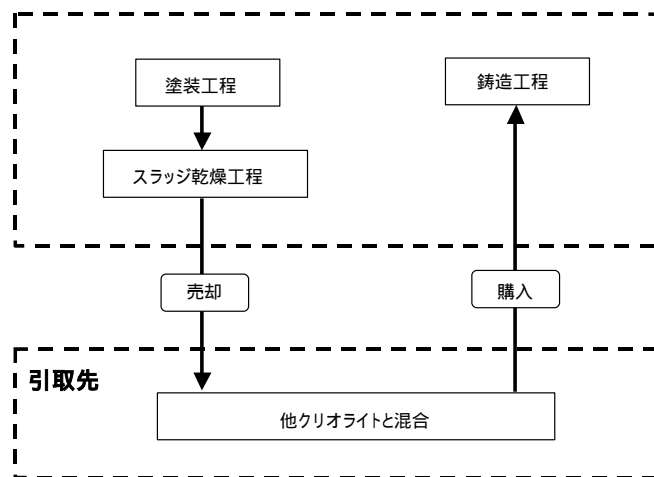 塗装工程
鋳造工程
スラッジ乾燥工程
売却
購入
引取先
他クリオライトと混合